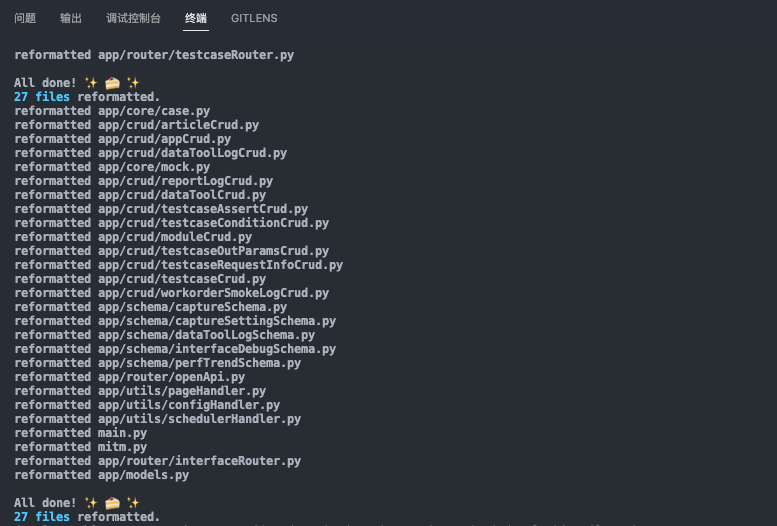 问题 输出 调试控制台 终端 GITLENS
reformatted app/router/testcaseRouter.py
All done! ✨ 🍰 ✨
27 files reformatted.
reformatted app/core/case.py
reformatted app/crud/articleCrud.py
reformatted app/crud/appCrud.py
reformatted app/crud/dataToolLogCrud.py
reformatted app/core/mock.py
reformatted app/crud/reportLogCrud.py
reformatted app/crud/dataToolCrud.py
reformatted app/crud/testcaseAssertCrud.py
reformatted app/crud/testcaseConditionCrud.py
reformatted app/crud/moduleCrud.py
reformatted app/crud/testcaseOutParamsCrud.py
reformatted app/crud/testcaseRequestInfoCrud.py
reformatted app/crud/testcaseCrud.py
reformatted app/crud/workorderSmokeLogCrud.py
reformatted app/schema/captureSchema.py
reformatted app/schema/captureSettingSchema.py
reformatted app/schema/dataToolLogSchema.py
reformatted app/schema/interfaceDebugSchema.py
reformatted app/schema/perfTrendSchema.py
reformatted app/router/openApi.py
reformatted app/utils/pageHandler.py
reformatted app/utils/configHandler.py
reformatted app/utils/schedulerHandler.py
reformatted main.py
reformatted mitm.py
reformatted app/router/interfaceRouter.py
reformatted app/models.py
All done! ✨ 🍰 ✨
27 files reformatted.